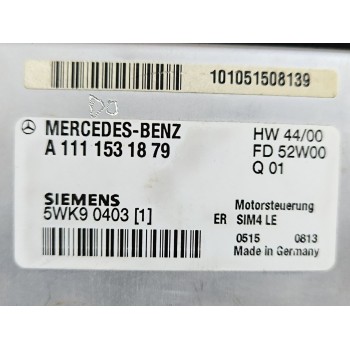 101051508139
MERCEDES-BENZ
HW 44/00
A 111 153 18 79
FD 52W00
Q 01
SIEMENS
Motorsteuerung
5WK9 0403 [1]
ER SIM4 LE
0515 0813
Made in Germany